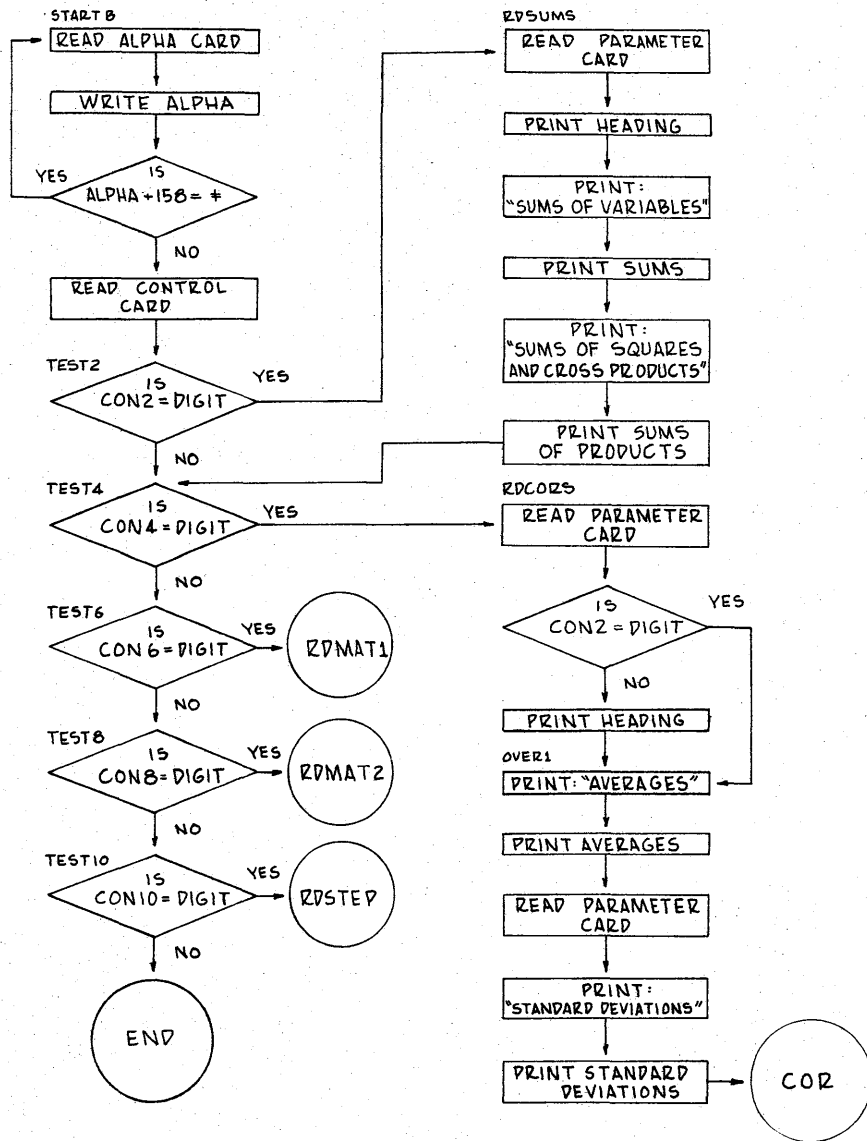 START B
READ ALPHA CARD
WRITE ALPHA
IS
ALPHA+158= ≠
YES
NO
READ CONTROL
CARD
TEST2
IS
CON2=DIGIT
YES
NO
TEST4
IS
CON4=DIGIT
YES
NO
TEST6
IS
CON6=DIGIT
YES
RDMAT1
NO
TEST8
IS
CON8=DIGIT
YES
RDMAT2
NO
TEST10
IS
CON10=DIGIT
YES
RDSTEP
NO
END
RDSUMS
READ PARAMETER
CARD
PRINT HEADING
PRINT:
"SUMS OF VARIABLES"
PRINT SUMS
PRINT:
"SUMS OF SQUARES
AND CROSS PRODUCTS"
PRINT SUMS
OF PRODUCTS
RDCORS
READ PARAMETER
CARD
IS
CON2=DIGIT
YES
NO
PRINT HEADING
OVER1
PRINT: "AVERAGES"
PRINT AVERAGES
READ PARAMETER
CARD
PRINT:
"STANDARD DEVIATIONS"
PRINT STANDARD
DEVIATIONS
COR